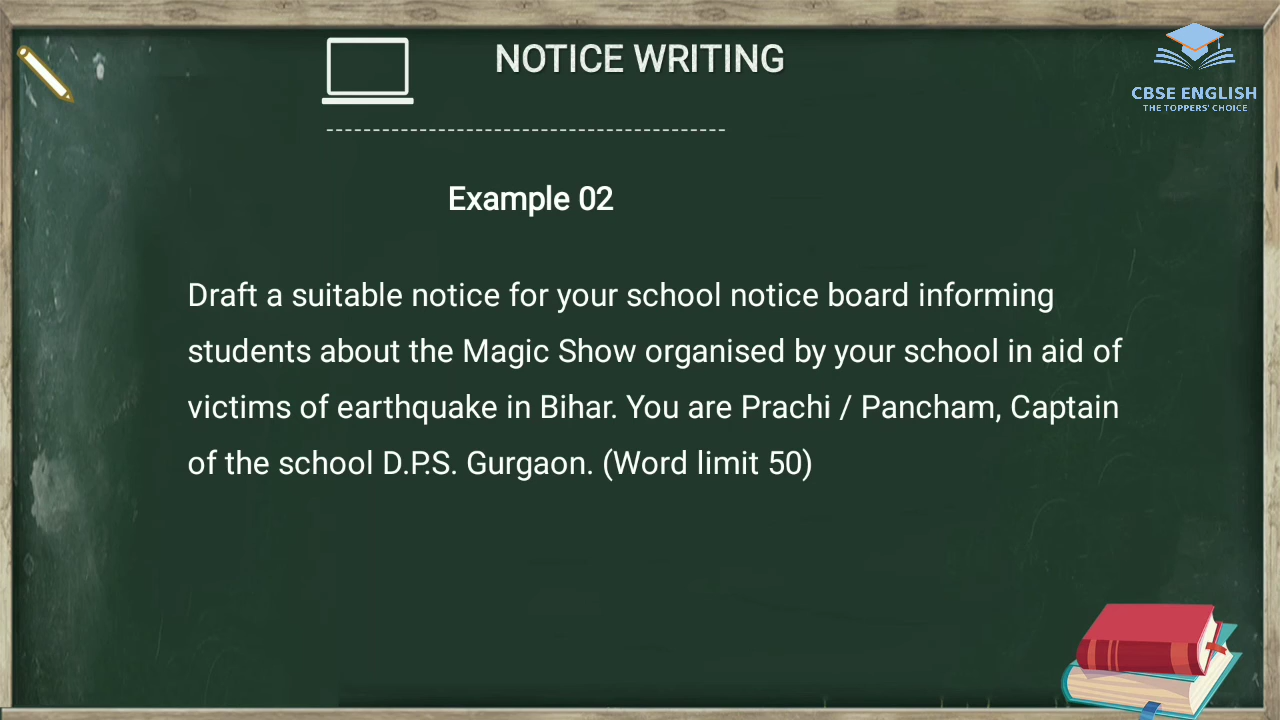 NOTICE WRITING
CBSE ENGLISH
THE TOPPERS' CHOICE
-------------------------------------------
Example 02
Draft a suitable notice for your school notice board informing
students about the Magic Show organised by your school in aid of
victims of earthquake in Bihar. You are Prachi / Pancham, Captain
of the school D.P.S. Gurgaon. (Word limit 50)